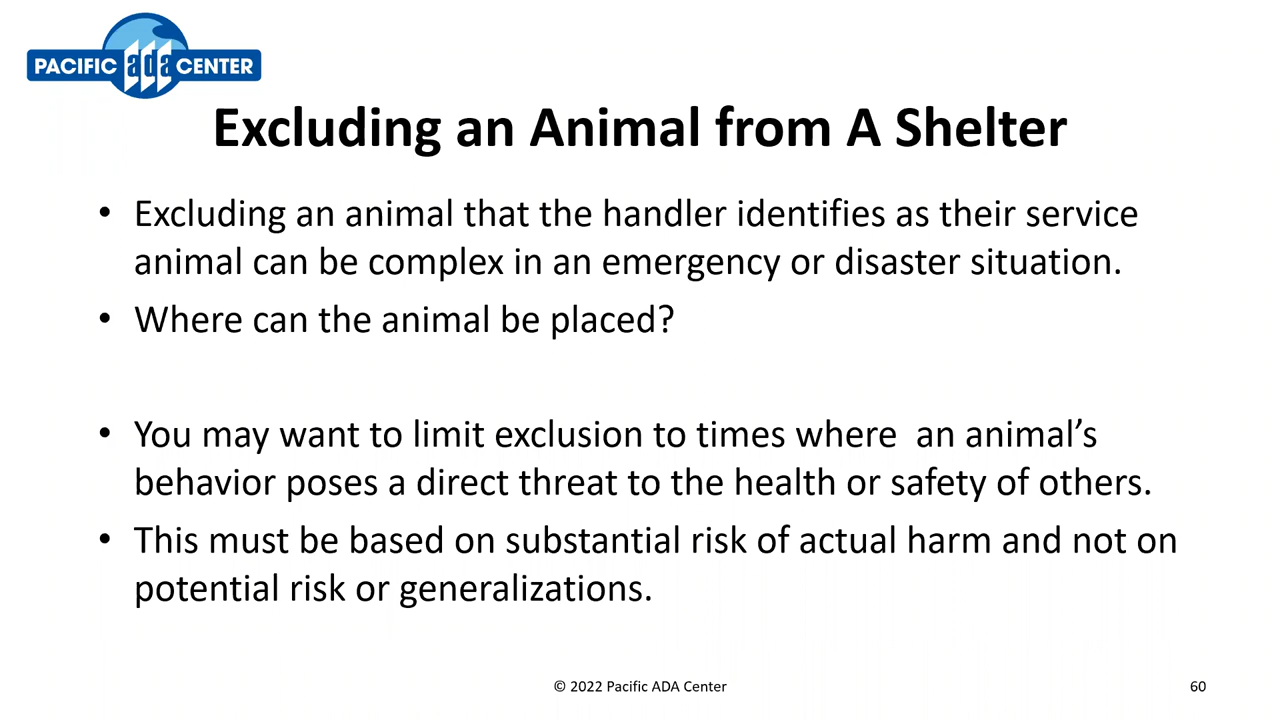 PACIFIC ada CENTER
Excluding an Animal from A Shelter
• Excluding an animal that the handler identifies as their service
animal can be complex in an emergency or disaster situation.
• Where can the animal be placed?
• You may want to limit exclusion to times where  an animal’s
behavior poses a direct threat to the health or safety of others.
• This must be based on substantial risk of actual harm and not on
potential risk or generalizations.
© 2022 Pacific ADA Center
60